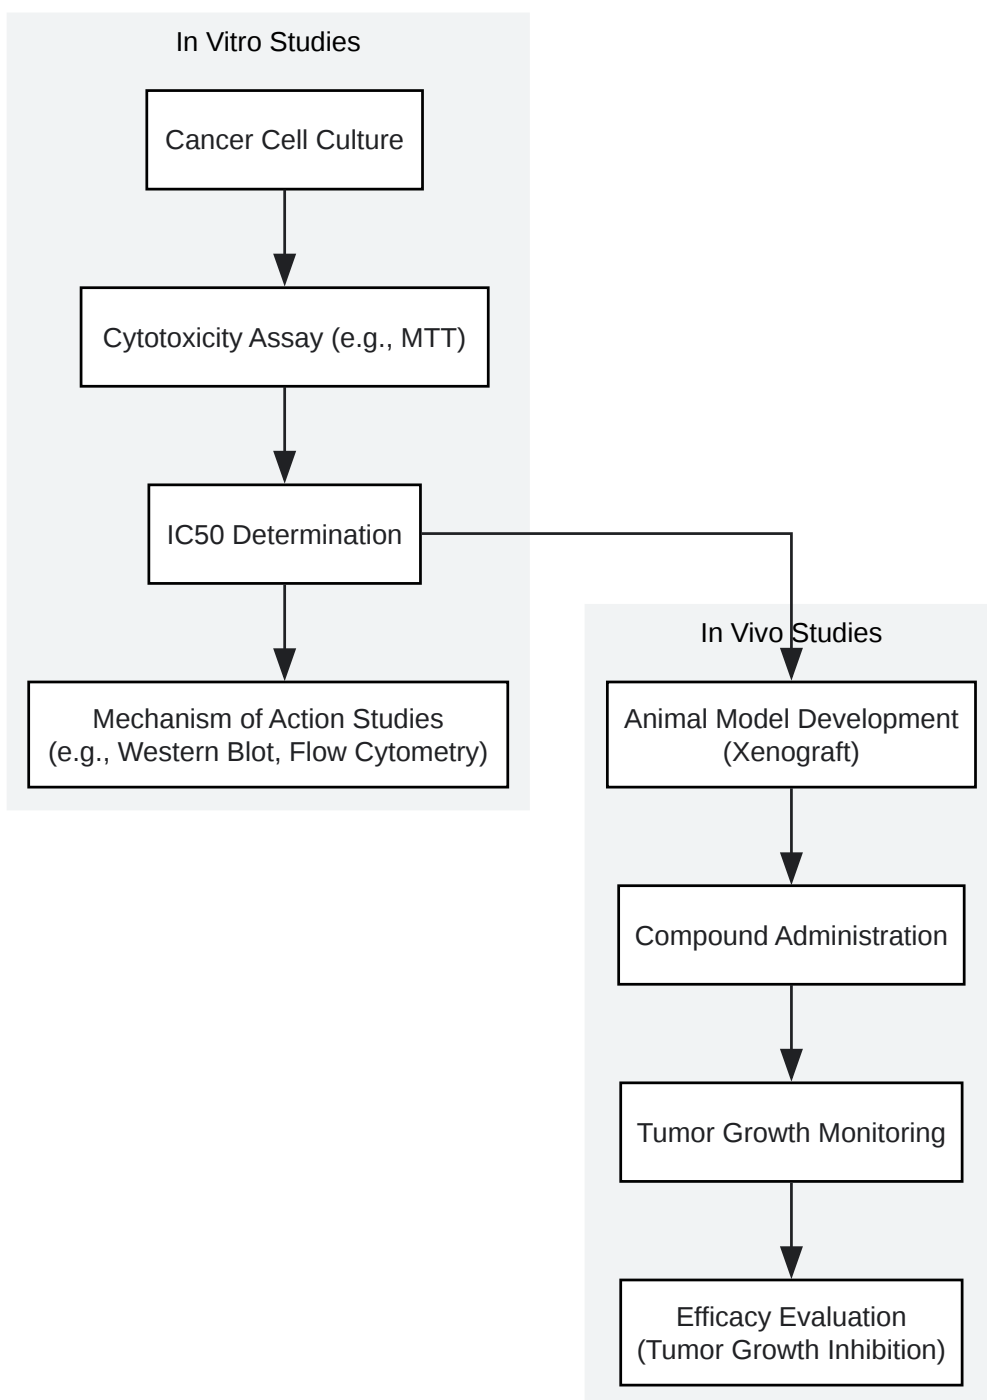 In Vitro Studies
Cancer Cell Culture
Cytotoxicity Assay (e.g., MTT)
IC50 Determination
Mechanism of Action Studies
(e.g., Western Blot, Flow Cytometry)
In Vivo Studies
Animal Model Development
(Xenograft)
Compound Administration
Tumor Growth Monitoring
Efficacy Evaluation
(Tumor Growth Inhibition)